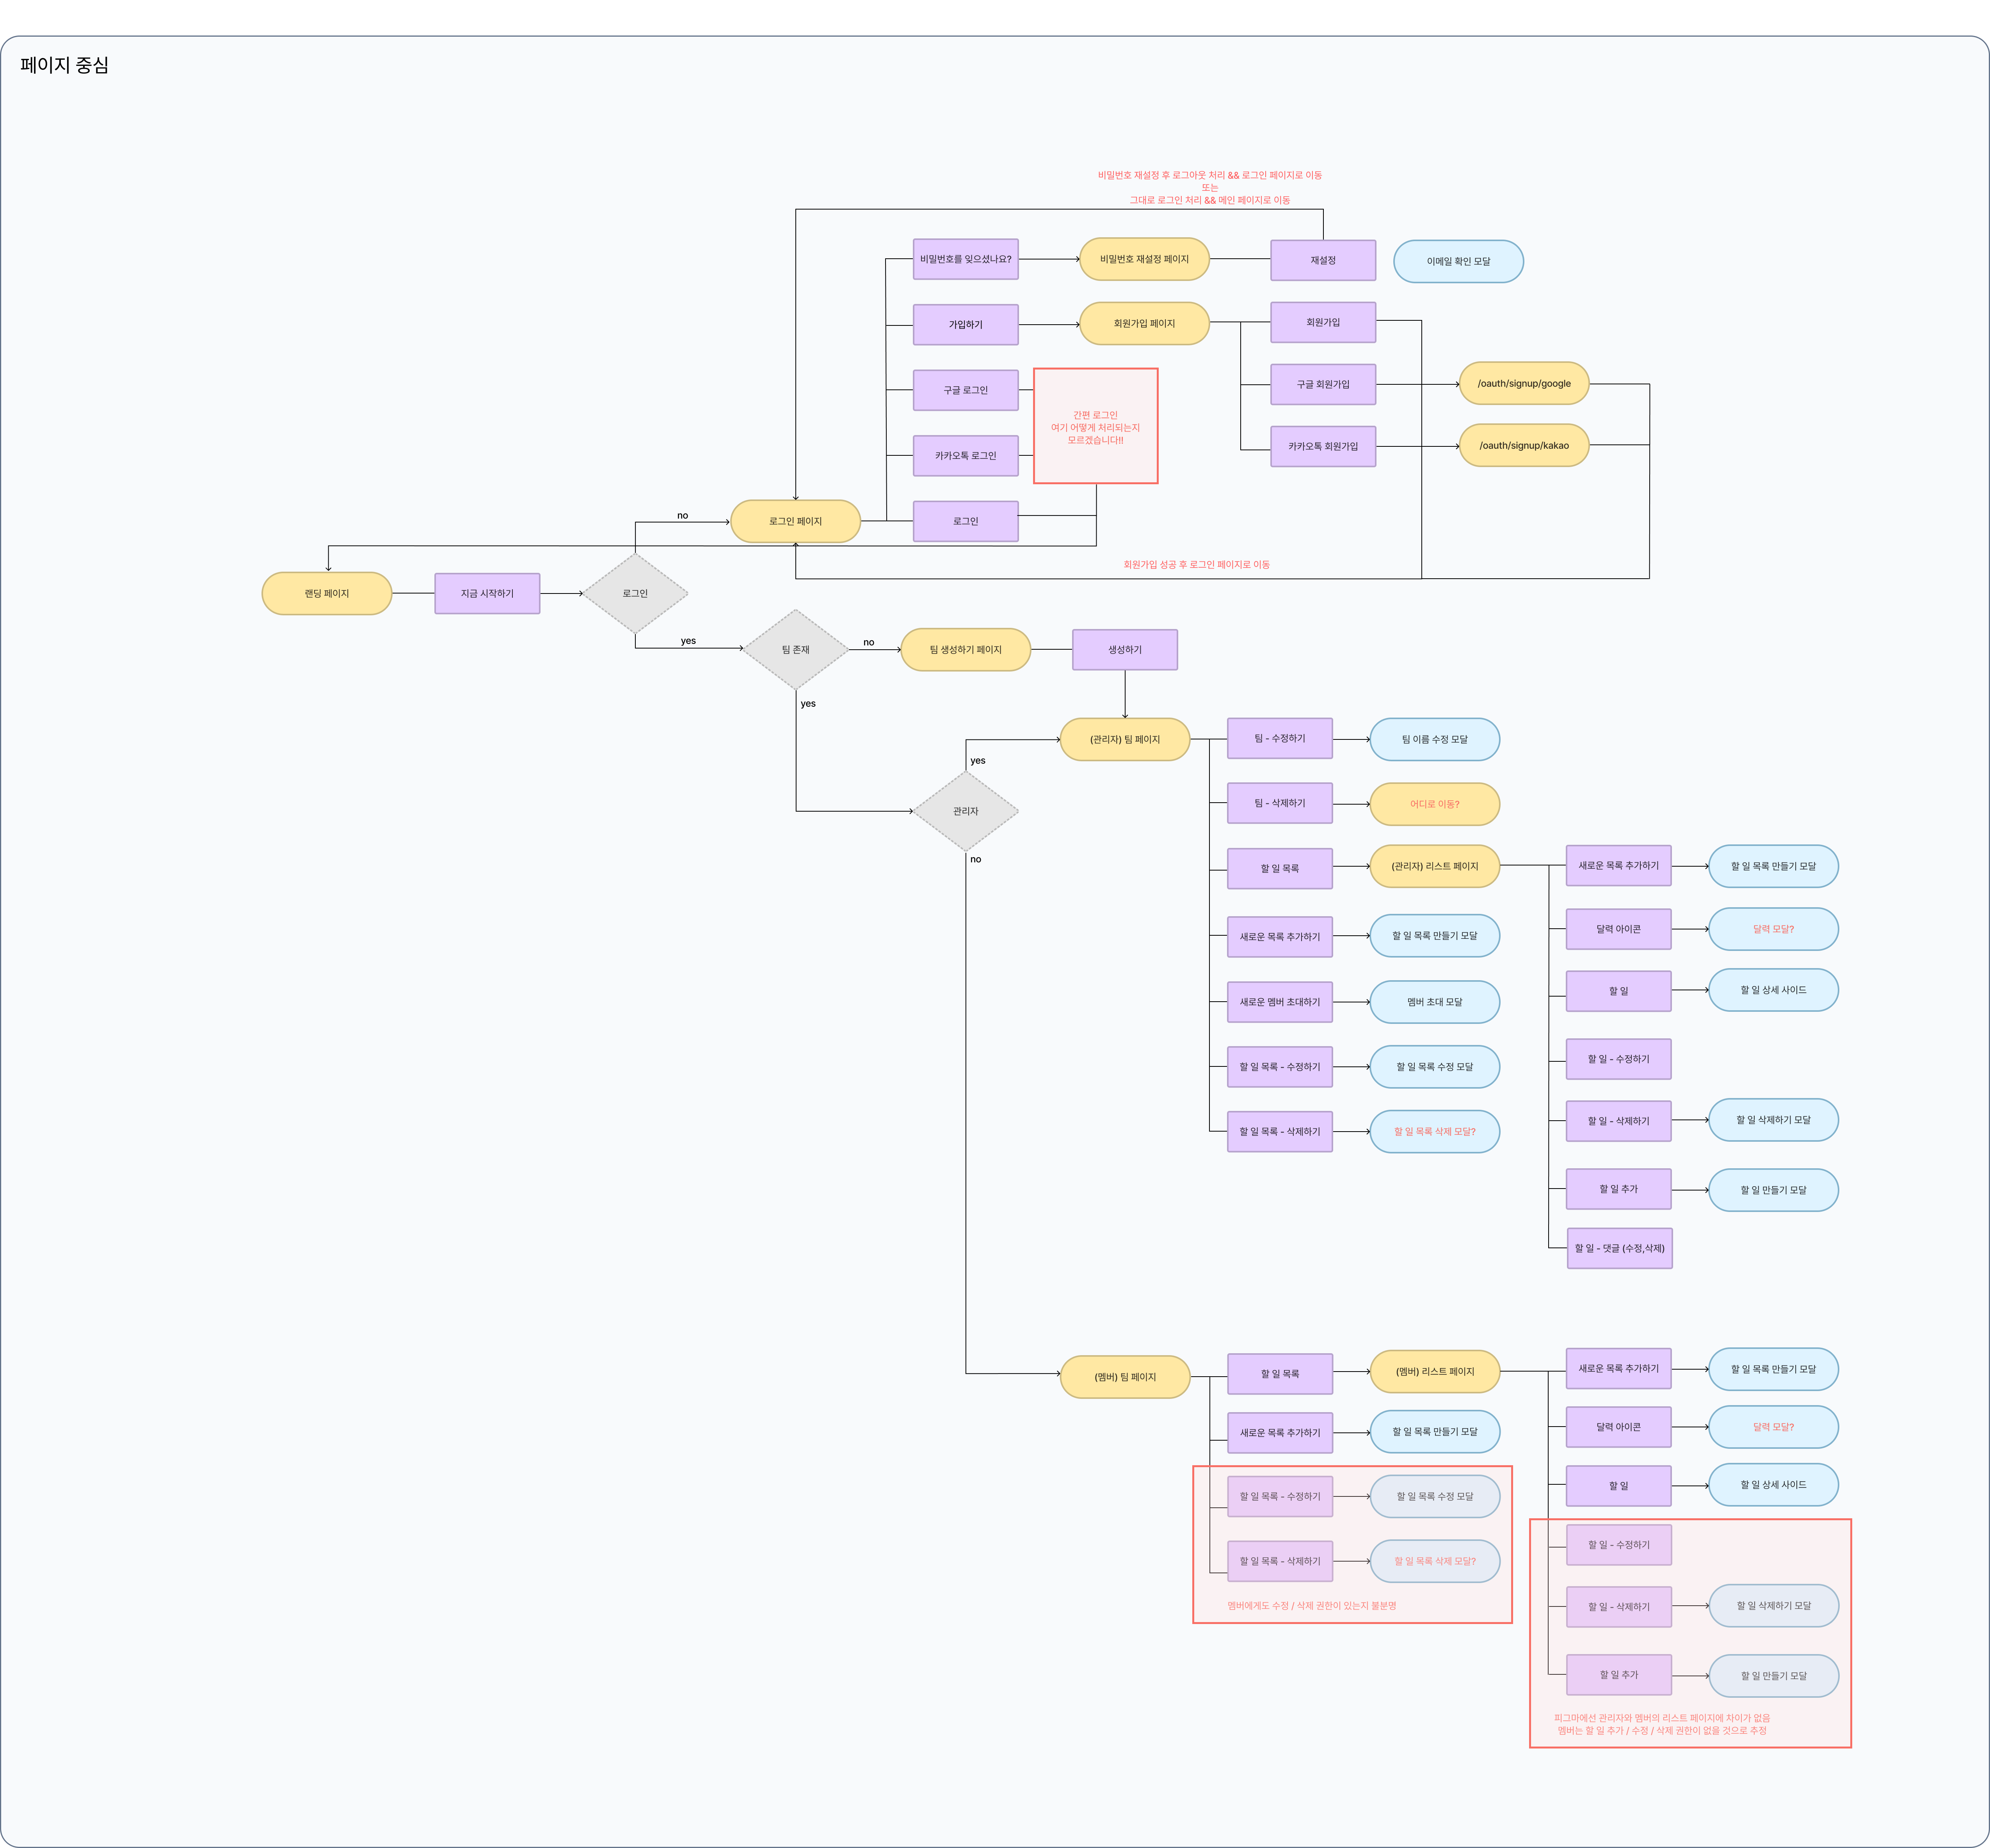 페이지 중심
비밀번호 재설정 후 로그아웃 처리 && 로그인 페이지로 이동
또는
그대로 로그인 처리 && 메인 페이지로 이동
비밀번호를 잊으셨나요?
비밀번호 재설정 페이지
재설정
이메일 확인 모달
가입하기
회원가입 페이지
회원가입
구글 로그인
구글 회원가입
/oauth/signup/google
간편 로그인
여기 어떻게 처리되는지
모르겠습니다!!
카카오톡 로그인
카카오톡 회원가입
/oauth/signup/kakao
no
로그인 페이지
로그인
회원가입 성공 후 로그인 페이지로 이동
랜딩 페이지
지금 시작하기
로그인
yes
팀 존재
no
팀 생성하기 페이지
생성하기
yes
(관리자) 팀 페이지
팀 - 수정하기
팀 이름 수정 모달
yes
관리자
no
팀 - 삭제하기
어디로 이동?
할 일 목록
(관리자) 리스트 페이지
새로운 목록 추가하기
할 일 목록 만들기 모달
새로운 목록 추가하기
할 일 목록 만들기 모달
달력 아이콘
달력 모달?
새로운 멤버 초대하기
멤버 초대 모달
할 일
할 일 상세 사이드
할 일 목록 - 수정하기
할 일 목록 수정 모달
할 일 - 수정하기
할 일 목록 - 삭제하기
할 일 목록 삭제 모달?
할 일 - 삭제하기
할 일 삭제하기 모달
할 일 추가
할 일 만들기 모달
할 일 - 댓글 (수정,삭제)
(멤버) 팀 페이지
할 일 목록
(멤버) 리스트 페이지
새로운 목록 추가하기
할 일 목록 만들기 모달
새로운 목록 추가하기
할 일 목록 만들기 모달
달력 아이콘
달력 모달?
할 일 목록 - 수정하기
할 일 목록 수정 모달
할 일
할 일 상세 사이드
할 일 목록 - 삭제하기
할 일 목록 삭제 모달?
할 일 - 수정하기
멤버에게도 수정 / 삭제 권한이 있는지 불분명
할 일 - 삭제하기
할 일 삭제하기 모달
할 일 추가
할 일 만들기 모달
피그마에선 관리자와 멤버의 리스트 페이지에 차이가 없음
멤버는 할 일 추가 / 수정 / 삭제 권한이 없을 것으로 추정